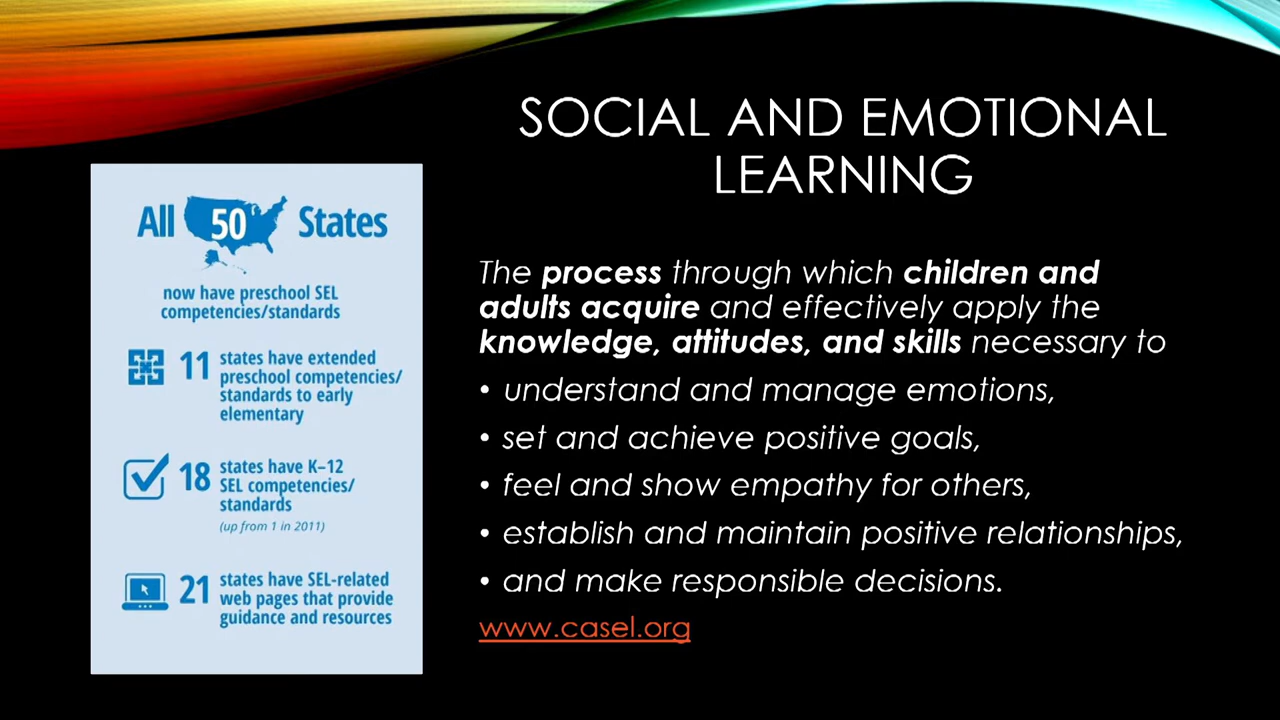 SOCIAL AND EMOTIONAL
LEARNING
All 50 States
now have preschool SEL
competencies/standards
11 states have extended
preschool competencies/
standards to early
elementary
18 states have K–12
SEL competencies/
standards
(up from 1 in 2011)
21 states have SEL-related
web pages that provide
guidance and resources
The process through which children and
adults acquire and effectively apply the
knowledge, attitudes, and skills necessary to
• understand and manage emotions,
• set and achieve positive goals,
• feel and show empathy for others,
• establish and maintain positive relationships,
• and make responsible decisions.
www.casel.org